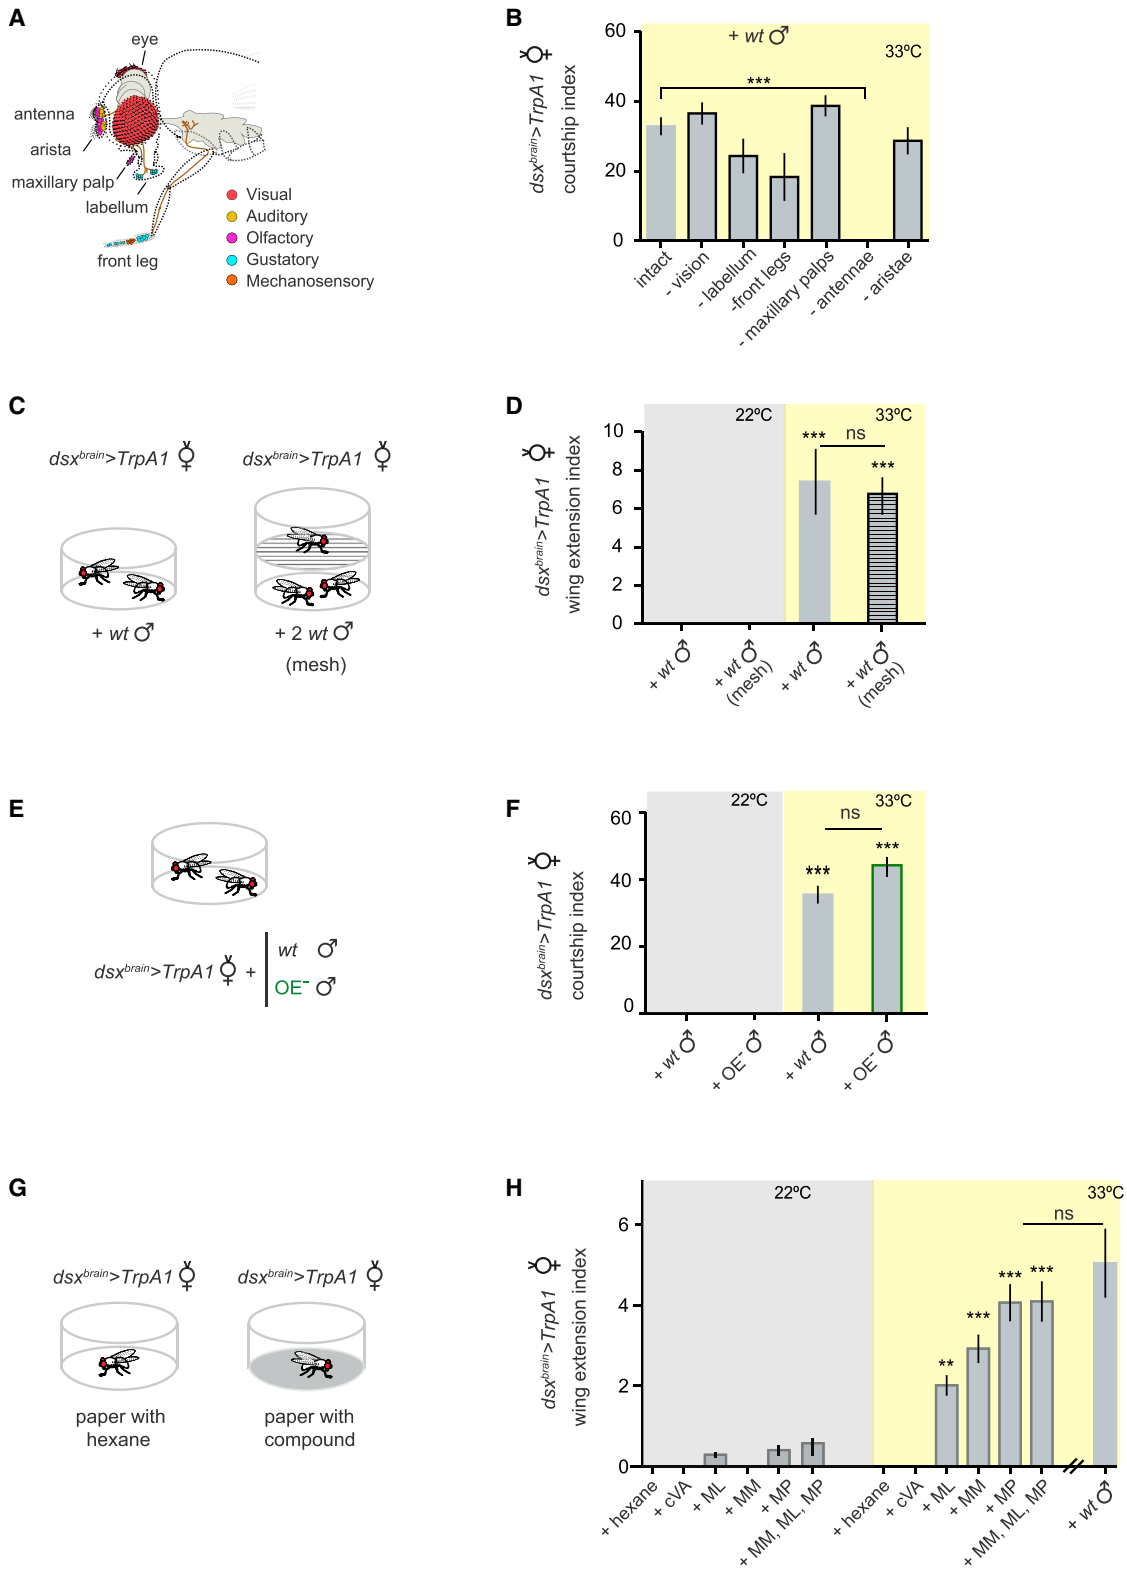 A
eye
antenna
arista
maxillary palp
labellum
front leg
Visual
Auditory
Olfactory
Gustatory
Mechanosensory
B
+ wt ♂
33ºC
***
dsxbrain>TrpA1
courtship index
60
40
20
0
intact
- vision
- labellum
-front legs
- maxillary palps
- antennae
- aristae
C
dsxbrain>TrpA1
dsxbrain>TrpA1
+ wt ♂
+ 2 wt ♂
(mesh)
D
22ºC
33ºC
dsxbrain>TrpA1
wing extension index
10
8
6
4
2
0
***
ns
***
+ wt ♂
+ wt ♂
(mesh)
+ wt ♂
+ wt ♂
(mesh)
E
dsxbrain>TrpA1 +
wt ♂
OE- ♂
F
22ºC
33ºC
dsxbrain>TrpA1
courtship index
60
40
20
0
ns
***
***
+ wt ♂
+ OE- ♂
+ wt ♂
+ OE- ♂
G
dsxbrain>TrpA1
dsxbrain>TrpA1
paper with
hexane
paper with
compound
H
22ºC
33ºC
dsxbrain>TrpA1
wing extension index
6
4
2
0
ns
**
***
***
***
+ hexane
+ cVA
+ ML
+ MM
+ MP
+ MM, ML, MP
+ hexane
+ cVA
+ ML
+ MM
+ MP
+ MM, ML, MP
+ wt ♂